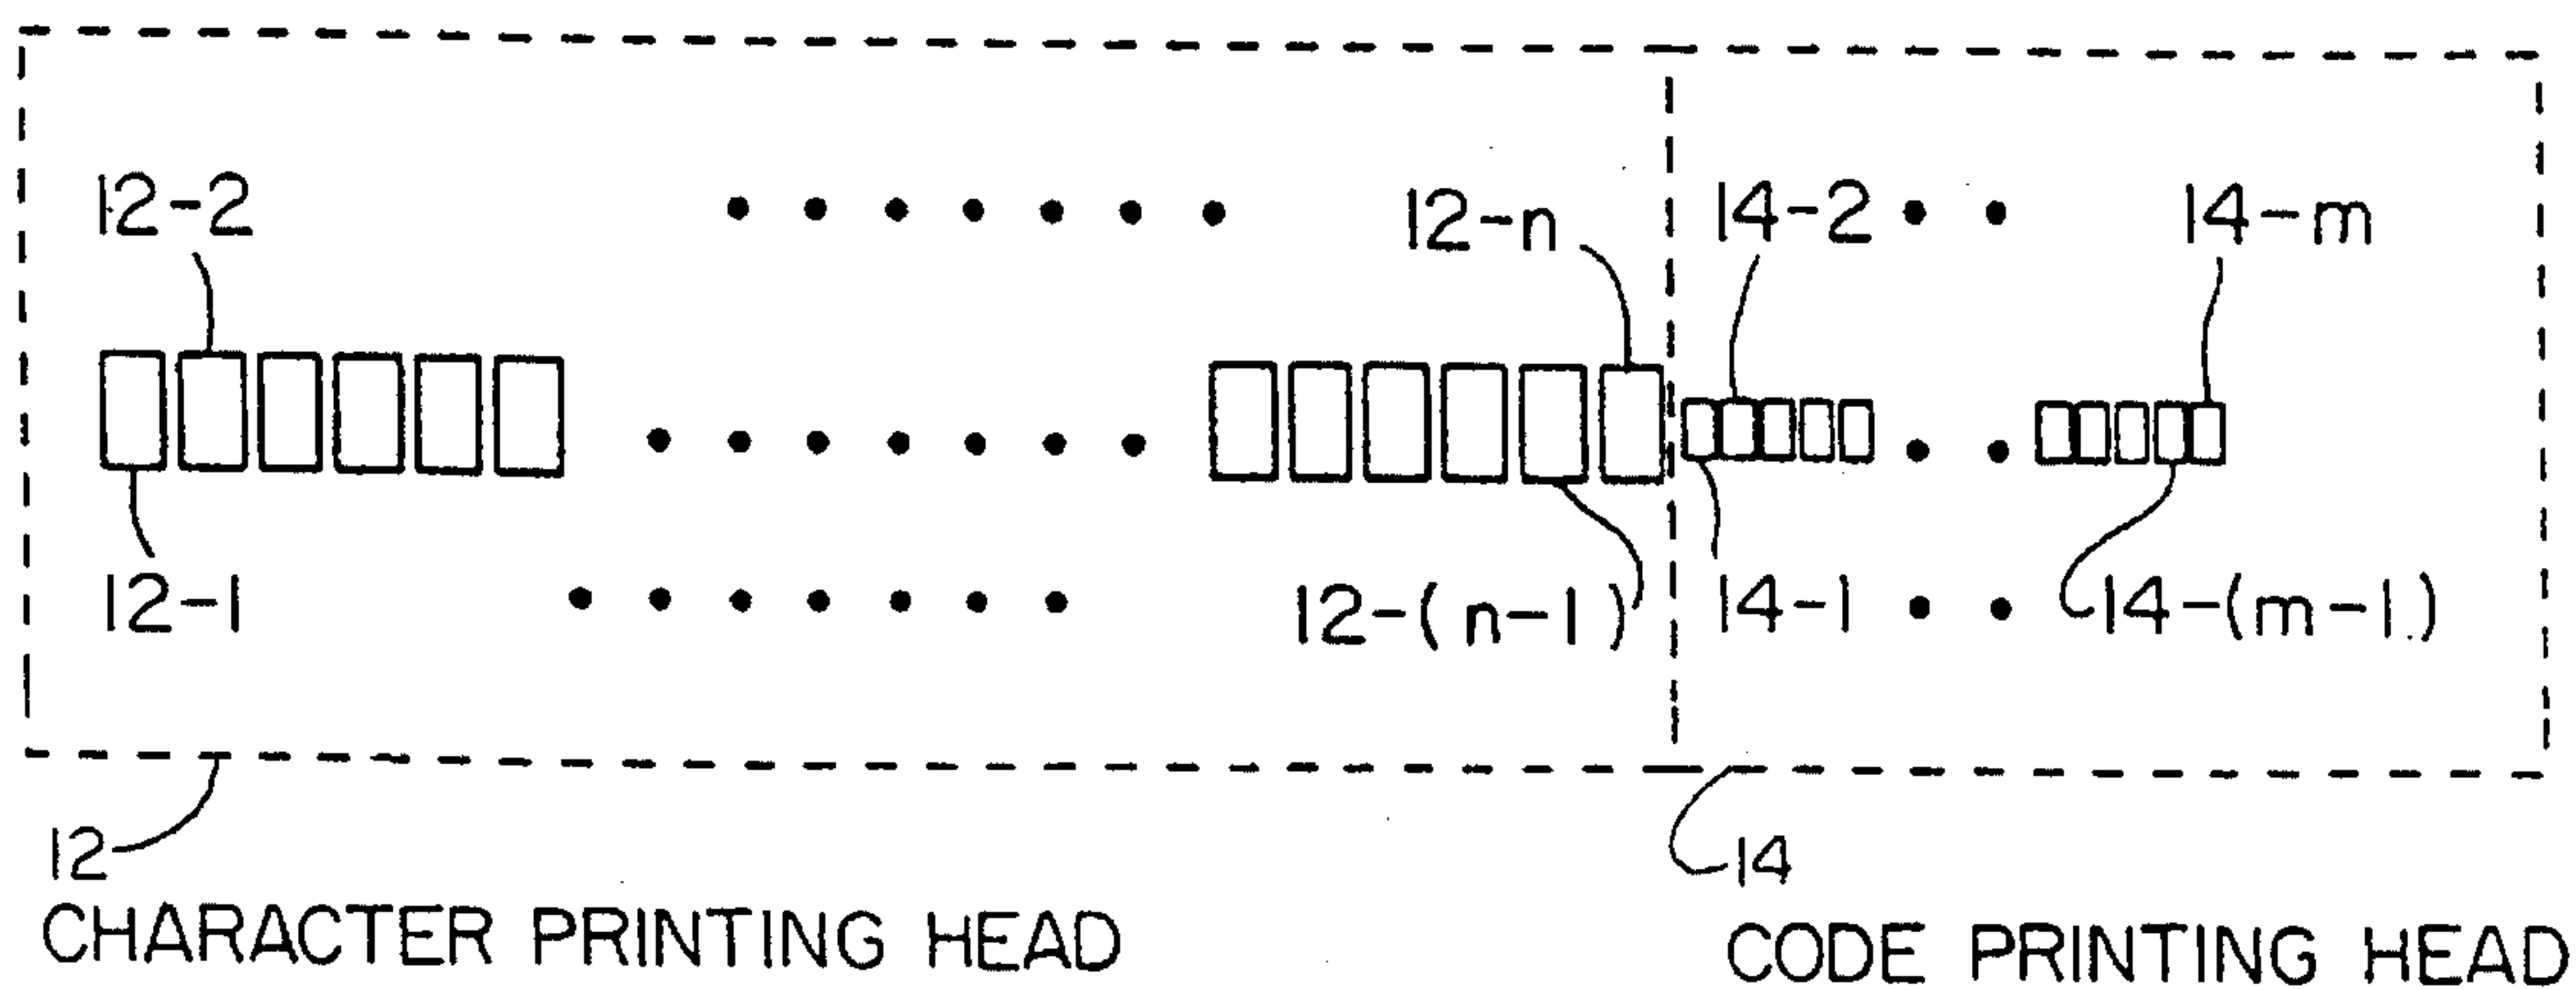 12-2 12-n 14-2 14-m
12-1 12-(n-1) 14-1 14-(m-1)
12 14
CHARACTER PRINTING HEAD CODE PRINTING HEAD